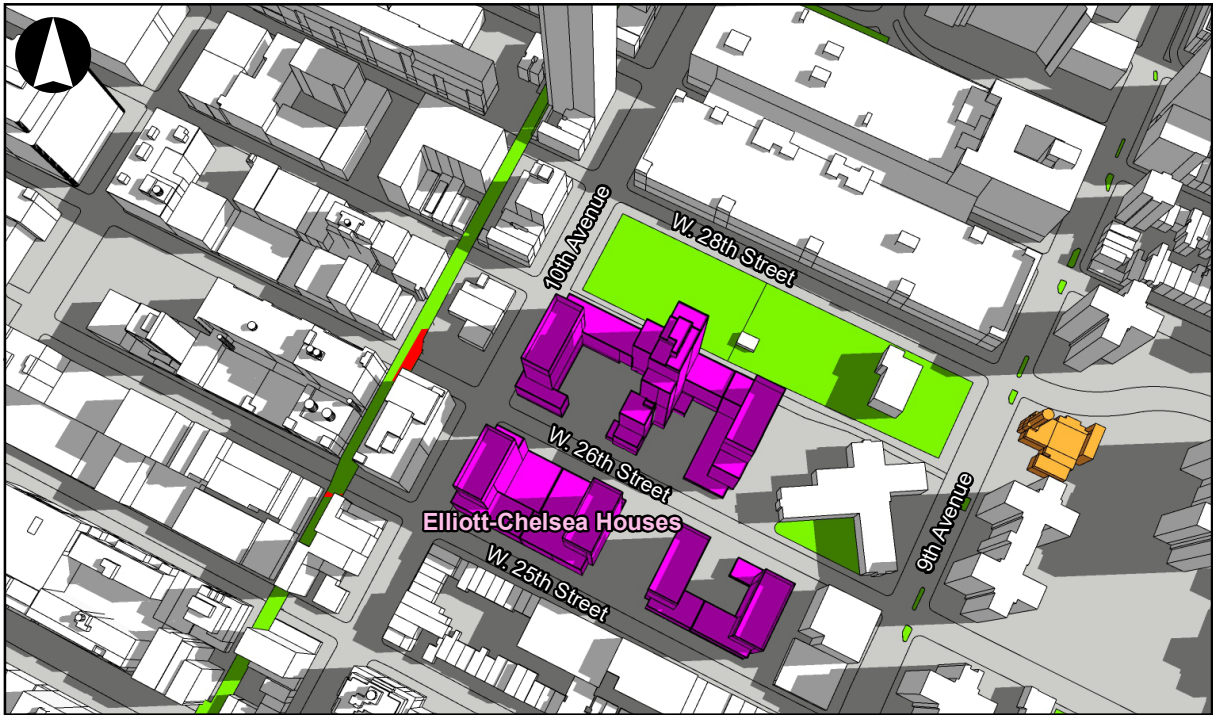 10th Avenue
W. 28th Street
W. 26th Street
9th Avenue
Elliott-Chelsea Houses
W. 25th Street